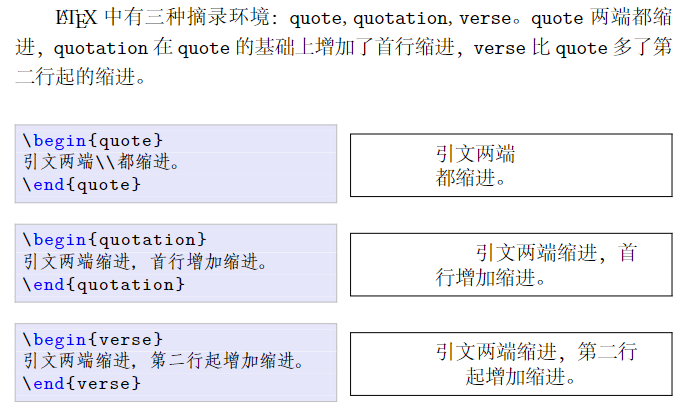 LATEX 中有三种摘录环境：quote, quotation, verse。quote 两端都缩
进，quotation 在 quote 的基础上增加了首行缩进，verse 比 quote 多了第
二行起的缩进。
\begin{quote}
引文两端\\都缩进。
\end{quote}
引文两端
都缩进。
\begin{quotation}
引文两端缩进，首行增加缩进。
\end{quotation}
引文两端缩进，首
行增加缩进。
\begin{verse}
引文两端缩进，第二行起增加缩进。
\end{verse}
引文两端缩进，第二行
起增加缩进。